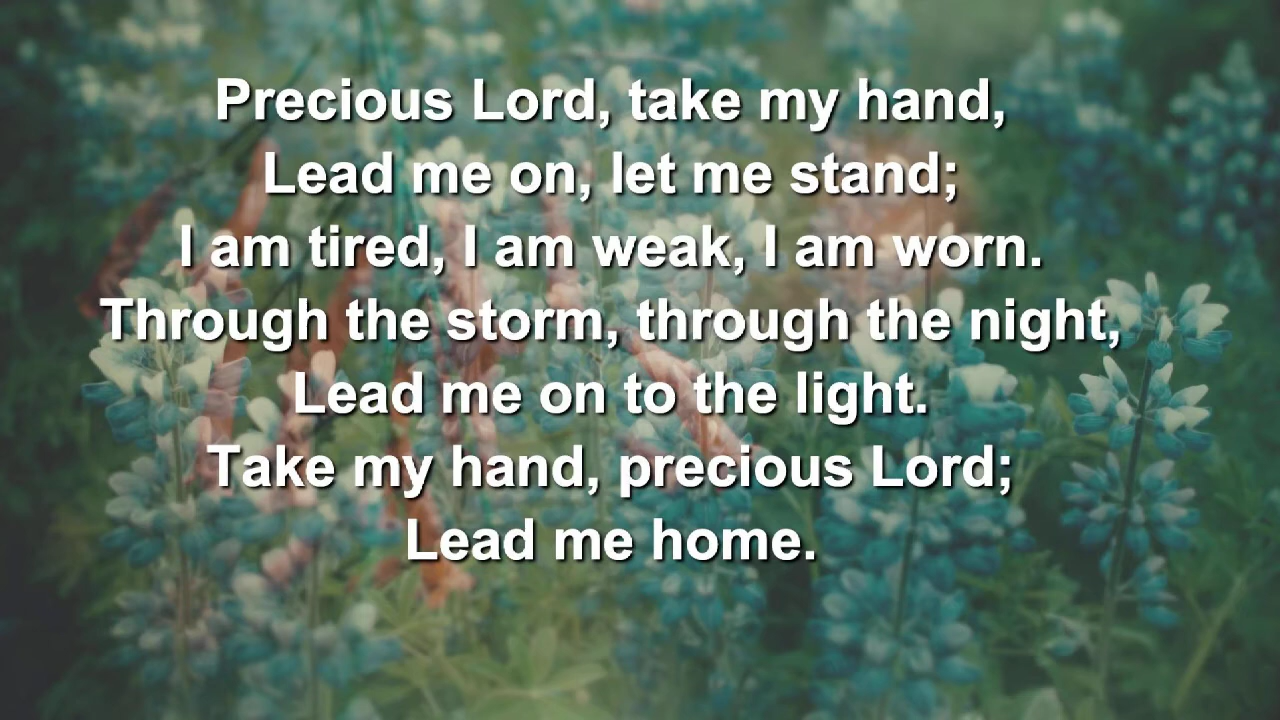 Precious Lord, take my hand,
Lead me on, let me stand;
I am tired, I am weak, I am worn.
Through the storm, through the night,
Lead me on to the light.
Take my hand, precious Lord;
Lead me home.